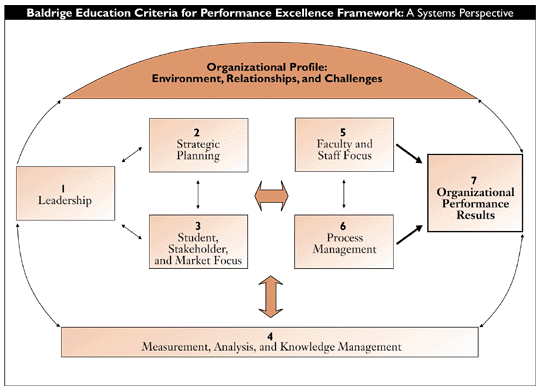 Baldrige Education Criteria for Performance Excellence Framework: A Systems Perspective
Organizational Profile:
Environment, Relationships, and Challenges
2
Strategic
Planning
5
Faculty and
Staff Focus
1
Leadership
7
Organizational
Performance
Results
3
Student,
Stakeholder,
and Market Focus
6
Process
Management
4
Measurement, Analysis, and Knowledge Management